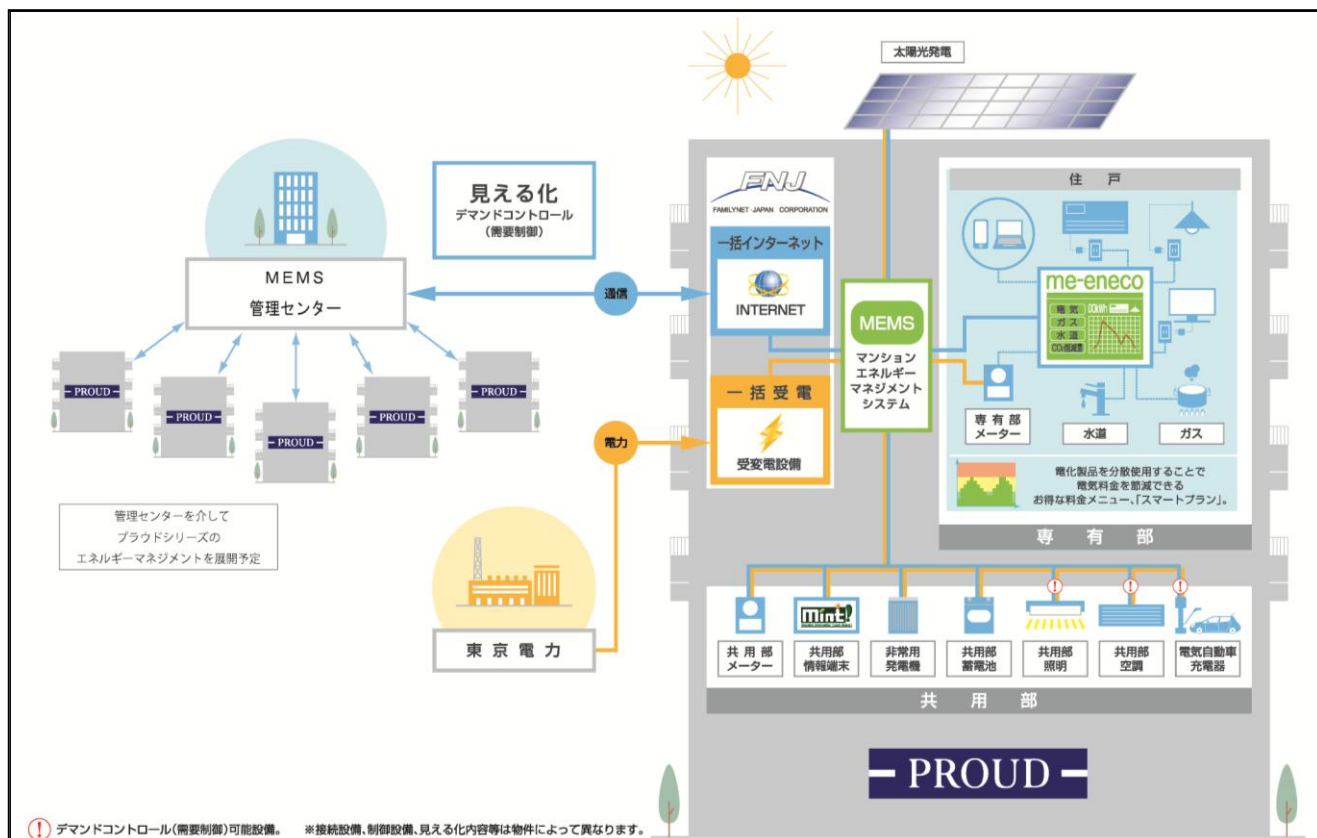 太陽光発電
見える化
デマンドコントロール
(需要制御)
MEMS
管理センター
通信
PROUD
PROUD
PROUD
PROUD
PROUD
管理センターを介して
プラウドシリーズの
エネルギーマネジメントを展開予定
電力
東京電力
FNJ
FAMILYNET-JAPAN CORPORATION
一括インターネット
INTERNET
一括受電
受変電設備
MEMS
マンション
エネルギー
マネジメント
システム
住戸
me-eneco
電気
00kWh
ガス
水道
CO2削減量
専有部
メーター
水道
ガス
電化製品を分散使用することで
電気料金を節減できる
お得な料金メニュー、「スマートプラン」。
専有部
mint!
共用部
メーター
共用部
情報端末
非常用
発電機
共用部
蓄電池
共用部
照明
共用部
空調
電気自動車
充電器
共用部
PROUD
! デマンドコントロール(需要制御)可能設備。 ※接続設備、制御設備、見える化内容等は物件によって異なります。